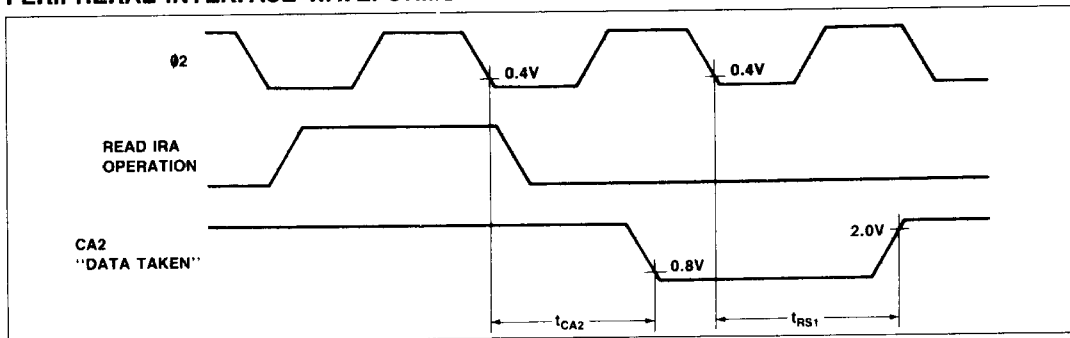 φ2
0.4V
0.4V
READ IRA
OPERATION
CA2
"DATA TAKEN"
0.8V
2.0V
tCA2
tRS1